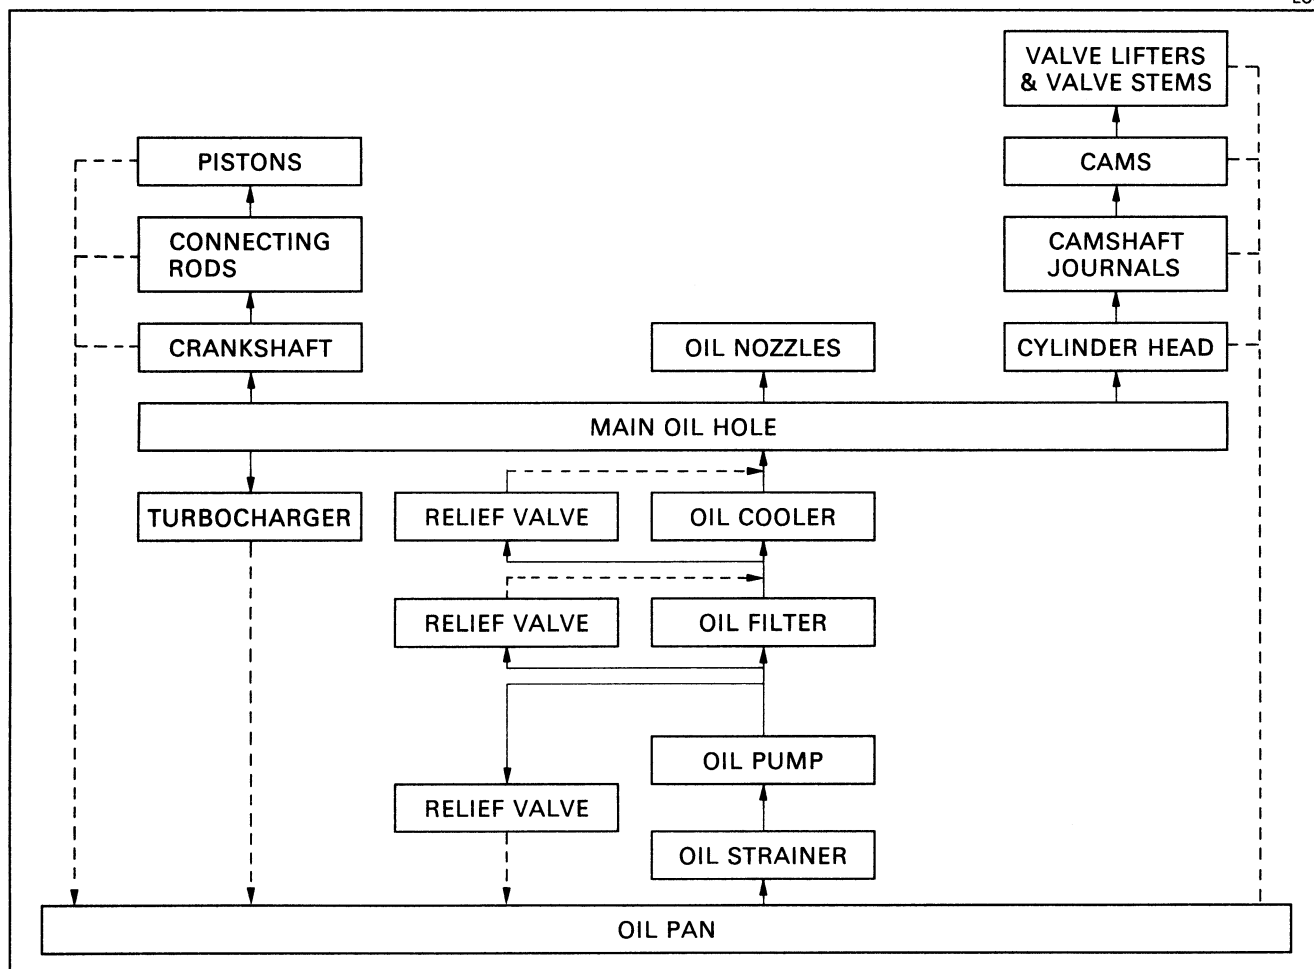 VALVE LIFTERS
& VALVE STEMS
PISTONS
CAMS
CONNECTING
RODS
CAMSHAFT
JOURNALS
CRANKSHAFT
OIL NOZZLES
CYLINDER HEAD
MAIN OIL HOLE
TURBOCHARGER
RELIEF VALVE
OIL COOLER
RELIEF VALVE
OIL FILTER
OIL PUMP
RELIEF VALVE
OIL STRAINER
OIL PAN